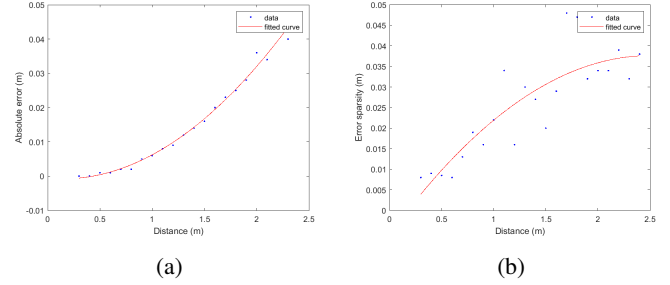 0.05
0.04
0.03
0.02
0.01
0
-0.01
Absolute error (m)
data
fitted curve
0 0.5 1 1.5 2 2.5
Distance (m)
(a)
0.05
0.045
0.04
0.035
0.03
0.025
0.02
0.015
0.01
0.005
0
Error sparsity (m)
data
fitted curve
0 0.5 1 1.5 2 2.5
Distance (m)
(b)